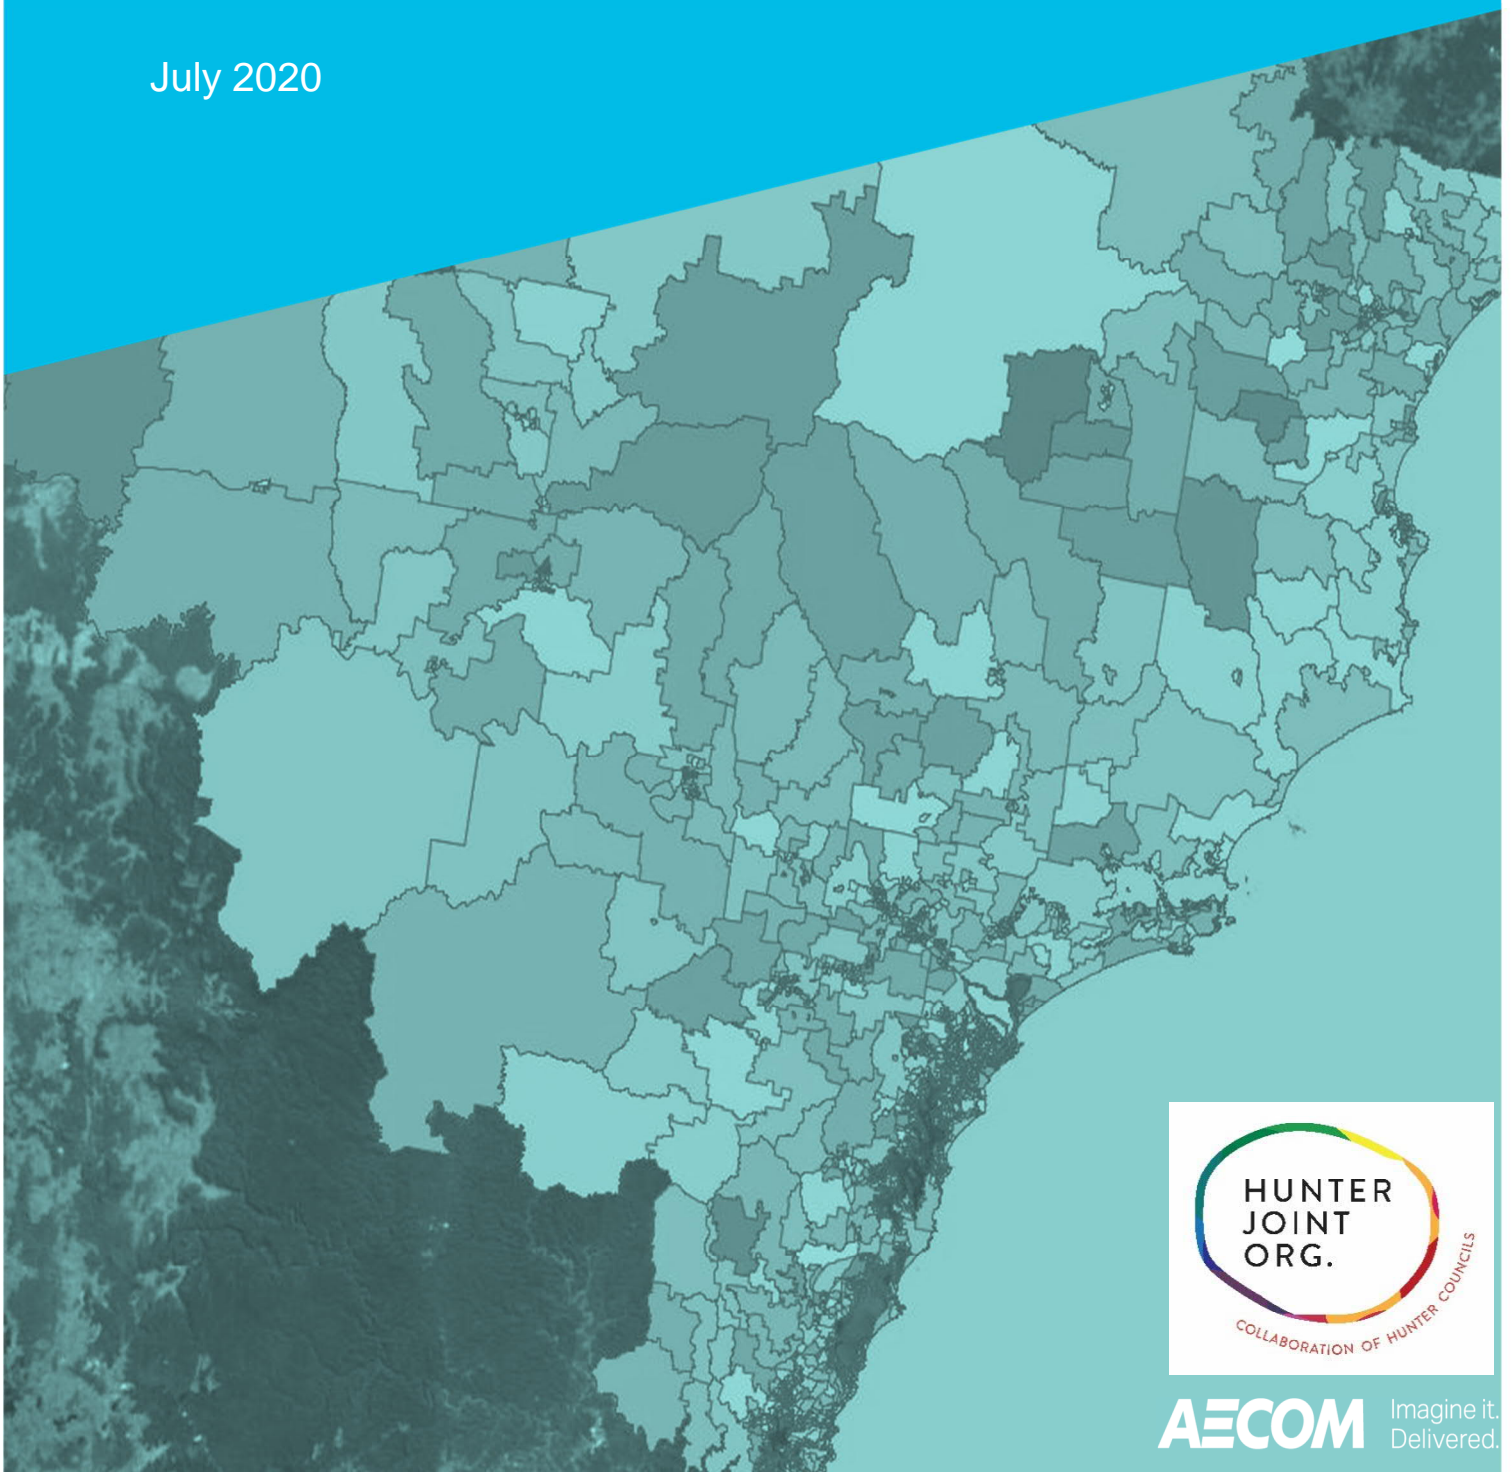 July 2020
HUNTER
JOINT
ORG.
COLLABORATION OF HUNTER COUNCILS
AECOM
Imagine it.
Delivered.